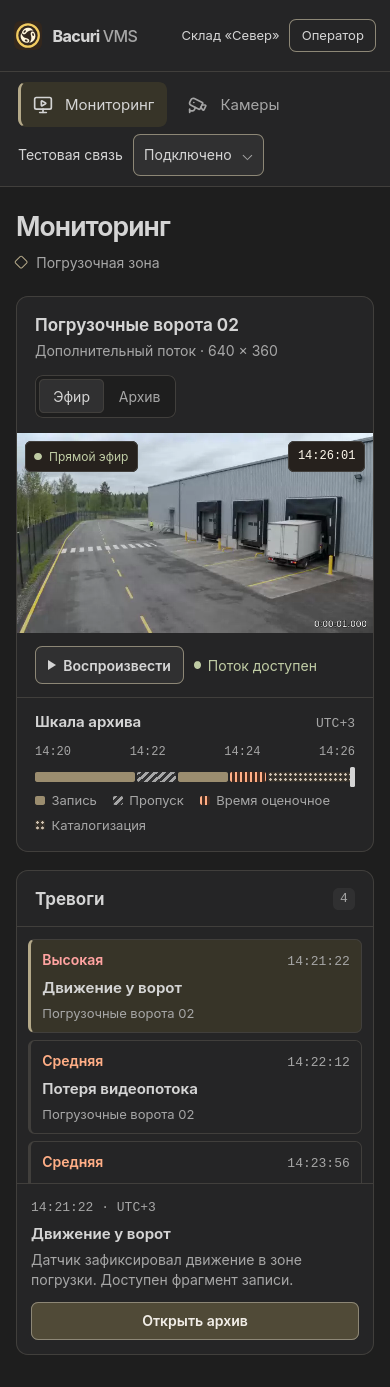 Bacuri VMS
Склад «Север»
Оператор
Мониторинг
Камеры
Тестовая связь
Подключено
Мониторинг
Погрузочная зона
Погрузочные ворота 02
Дополнительный поток · 640 × 360
Эфир
Архив
Прямой эфир
14:26:01
0:00:01.000
Воспроизвести
Поток доступен
Шкала архива
UTC+3
14:20 14:22 14:24 14:26
Запись Пропуск Время оценочное
Каталогизация
Тревоги
4
Высокая
14:21:22
Движение у ворот
Погрузочные ворота 02
Средняя
14:22:12
Потеря видеопотока
Погрузочные ворота 02
Средняя
14:23:56
14:21:22 · UTC+3
Движение у ворот
Датчик зафиксировал движение в зоне
погрузки. Доступен фрагмент записи.
Открыть архив